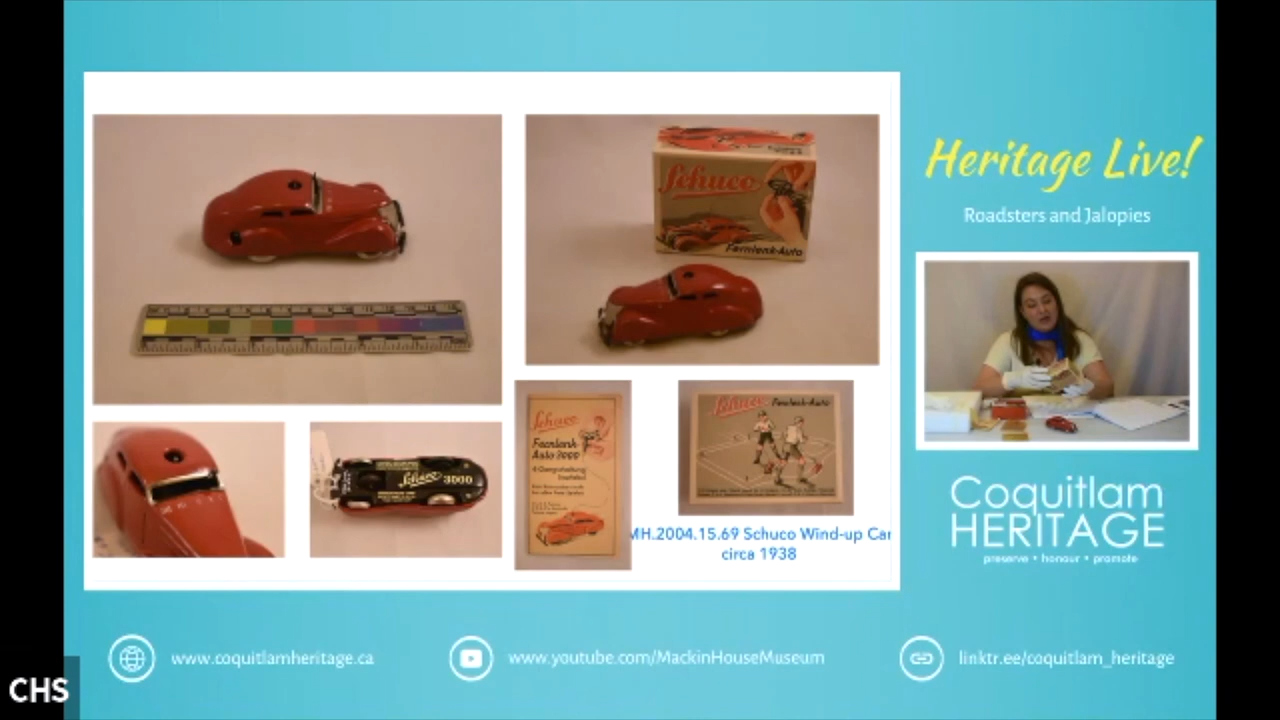 Heritage Live!
Roadsters and Jalopies
Schuco
Fernlenk-Auto
Schuco
3000
Schuco
Fernlenk-
Auto 3000
Schuco Fernlenk-Auto
MH.2004.15.69 Schuco Wind-up Car
circa 1938
Coquitlam
HERITAGE
preserve • honour • promote
www.coquitlamheritage.ca
www.youtube.com/MackinHouseMuseum
linktr.ee/coquitlam_heritage
CHS